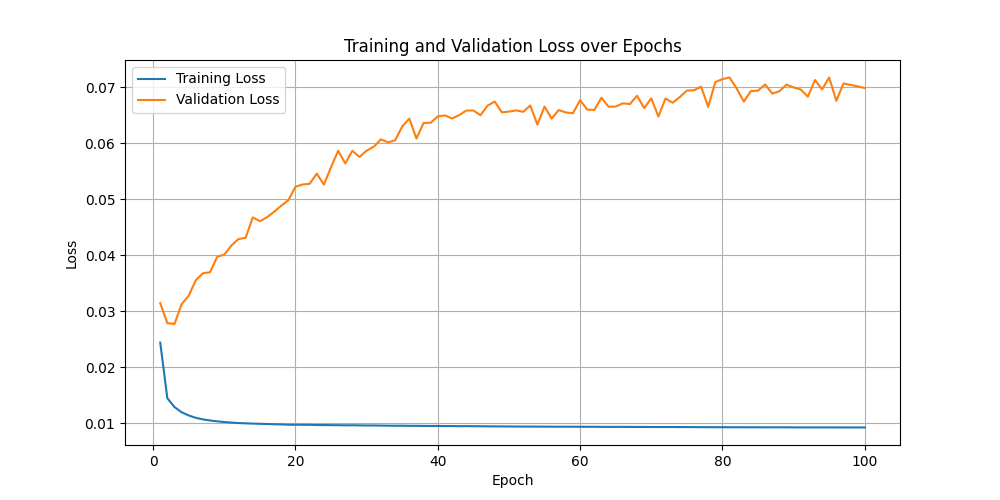 Training and Validation Loss over Epochs
Training Loss
Validation Loss
0.07
0.06
0.05
0.04
0.03
0.02
0.01
Loss
0 20 40 60 80 100
Epoch